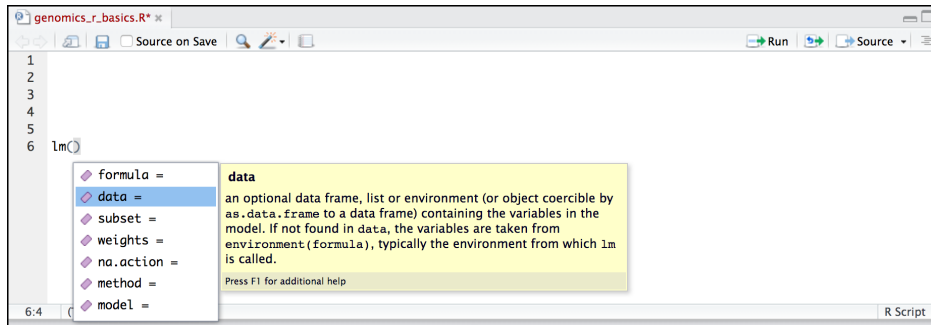 genomics_r_basics.R*
Source on Save
Run
Source
1
2
3
4
5
6 lm()
formula =
data =
subset =
weights =
na.action =
method =
model =
data
an optional data frame, list or environment (or object coercible by
as.data.frame to a data frame) containing the variables in the
model. If not found in data, the variables are taken from
environment(formula), typically the environment from which lm
is called.
Press F1 for additional help
6:4
(
R Script